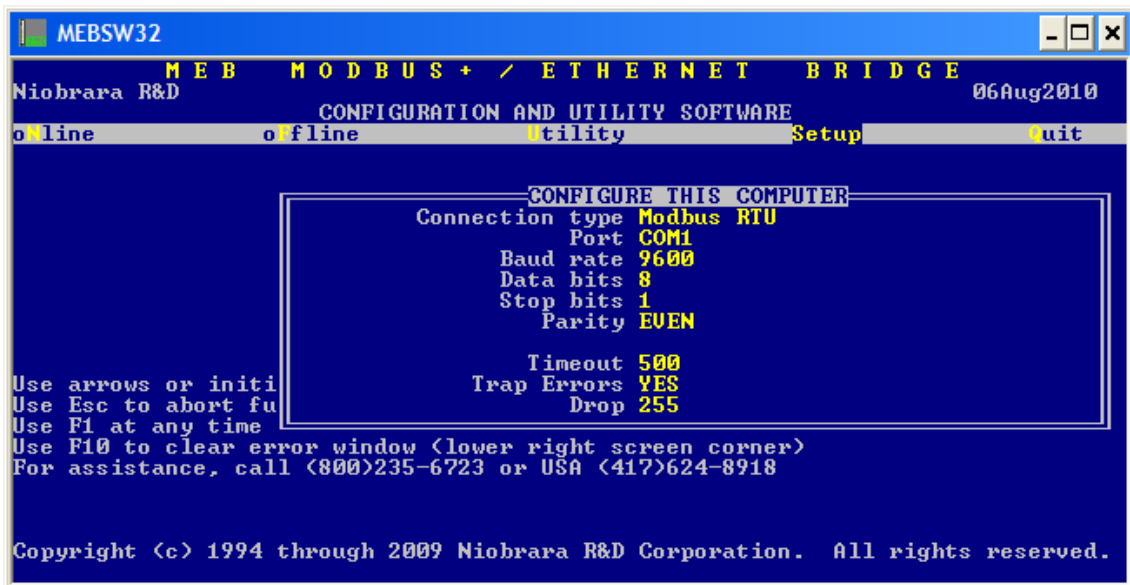 MEBSW32
MEB MODBUS+ / ETHERNET BRIDGE
Niobrara R&D 06Aug2010
CONFIGURATION AND UTILITY SOFTWARE
oNline oFfline Utility Setup Quit
CONFIGURE THIS COMPUTER
Connection type Modbus RTU
Port COM1
Baud rate 9600
Data bits 8
Stop bits 1
Parity EVEN
Timeout 500
Use arrows or initi Trap Errors YES
Use Esc to abort fu Drop 255
Use F1 at any time
Use F10 to clear error window (lower right screen corner)
For assistance, call (800)235-6723 or USA (417)624-8918
Copyright (c) 1994 through 2009 Niobrara R&D Corporation. All rights reserved.